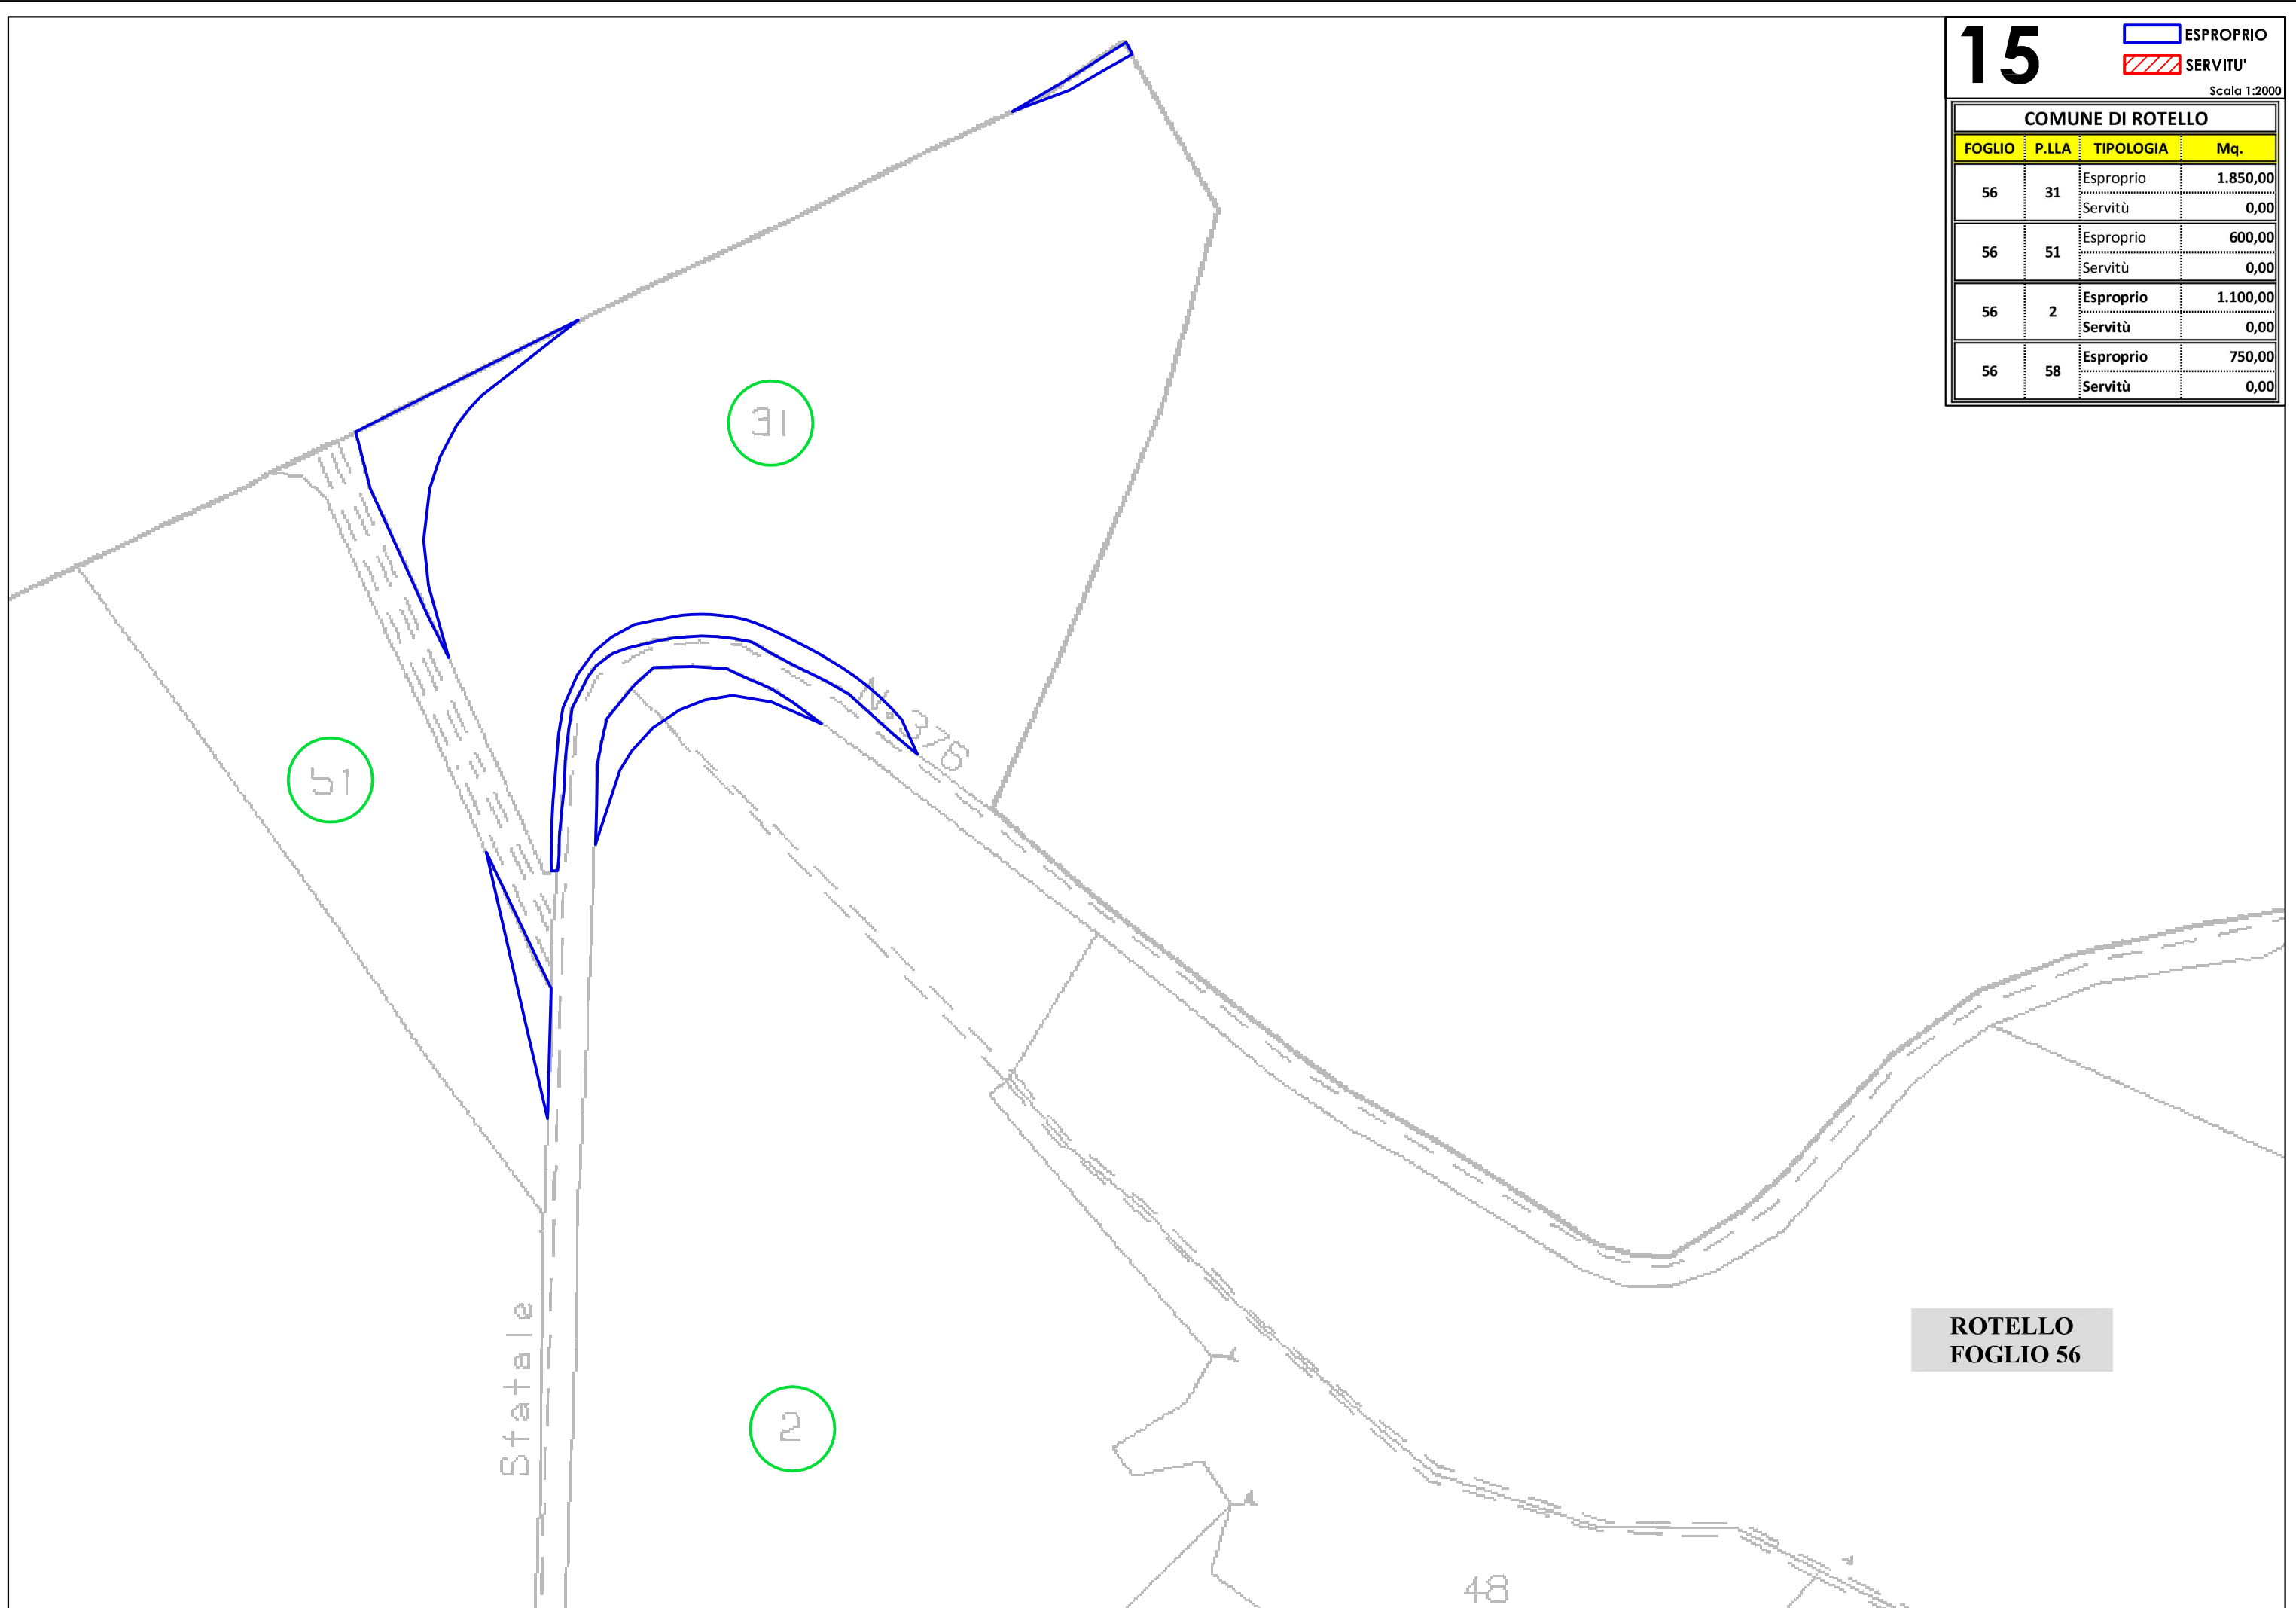 15
ESPROPRIO
SERVITU'
Scala 1:2000
COMUNE DI ROTELLO
FOGLIO P.LLA TIPOLOGIA Mq.
56 31 Esproprio 1.850,00
Servitù 0,00
56 51 Esproprio 600,00
Servitù 0,00
56 2 Esproprio 1.100,00
Servitù 0,00
56 58 Esproprio 750,00
Servitù 0,00
31
51
N. 376
Statale
2
48
ROTELLO
FOGLIO 56